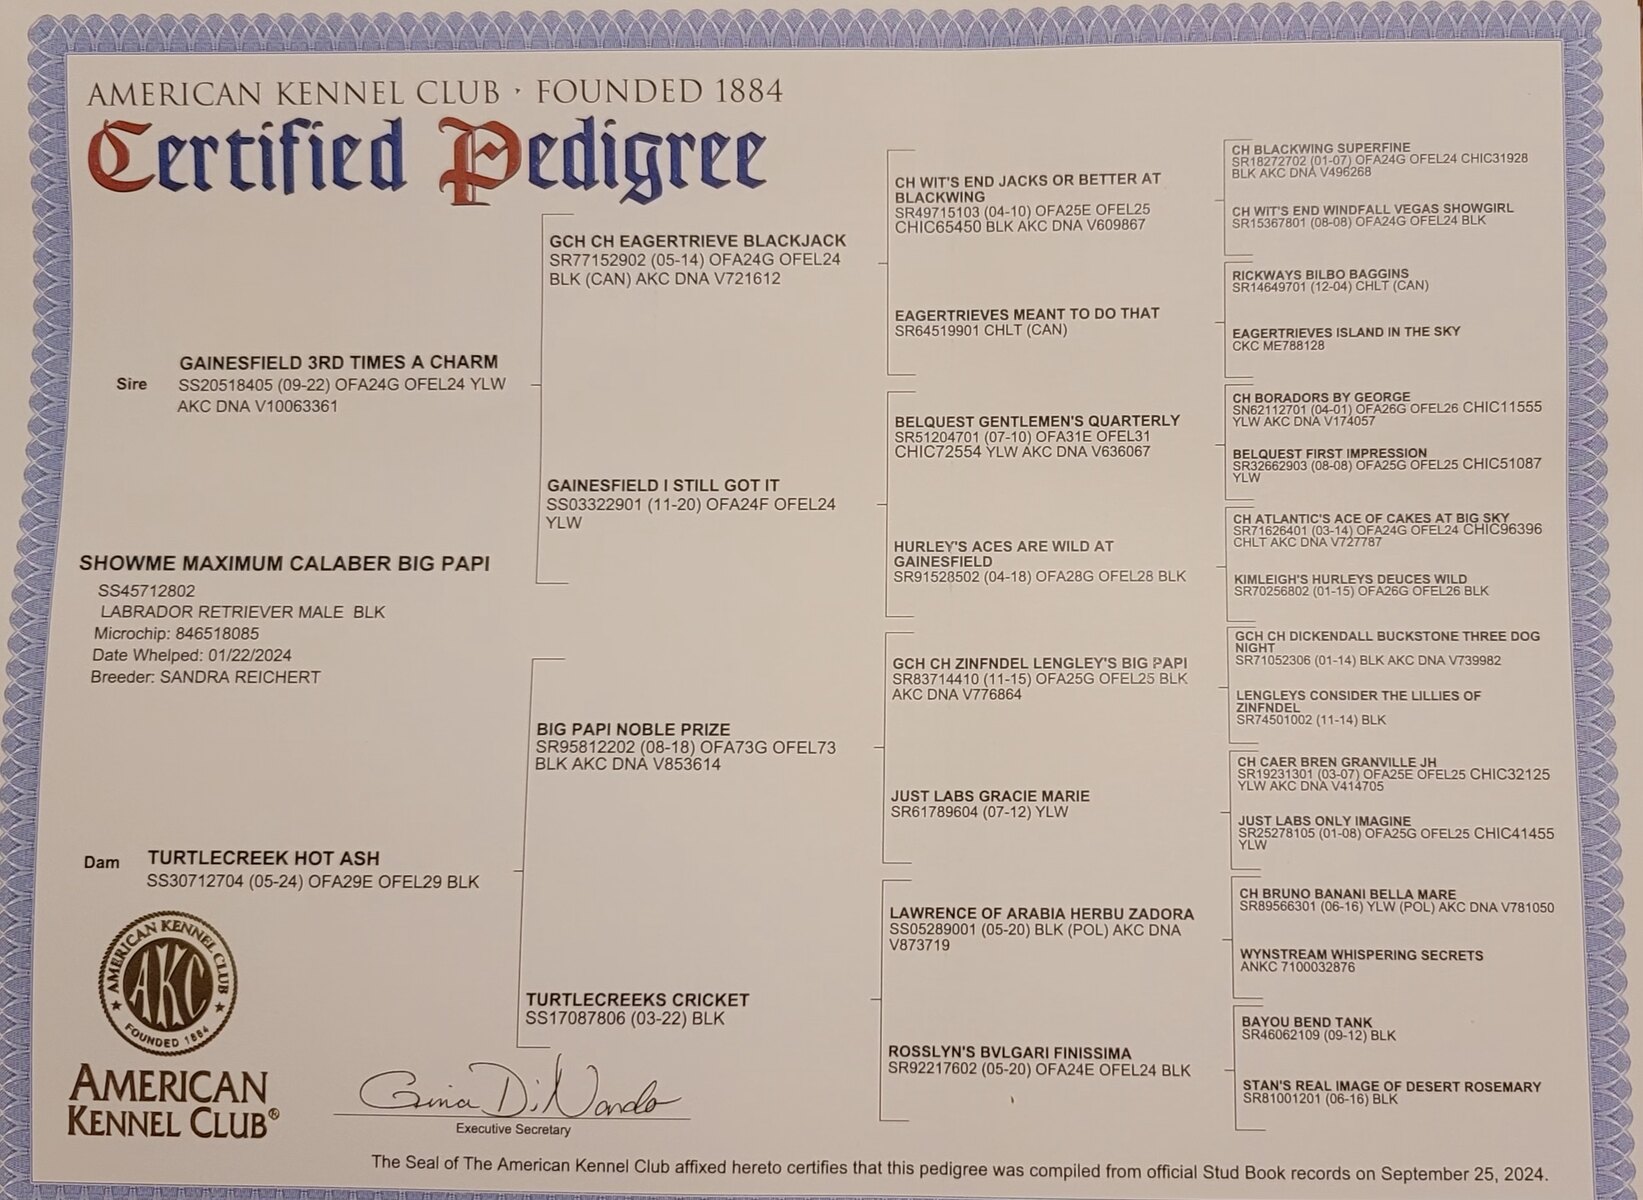 AMERICAN KENNEL CLUB · FOUNDED 1884
Certified Pedigree
SHOWME MAXIMUM CALABER BIG PAPI
SS45712802
LABRADOR RETRIEVER MALE BLK
Microchip: 846518085
Date Whelped: 01/22/2024
Breeder: SANDRA REICHERT
Sire
GAINESFIELD 3RD TIMES A CHARM
SS20518405 (09-22) OFA24G OFEL24 YLW
AKC DNA V10063361
Dam
TURTLECREEK HOT ASH
SS30712704 (05-24) OFA29E OFEL29 BLK
GCH CH EAGERTRIEVE BLACKJACK
SR77152902 (05-14) OFA24G OFEL24
BLK (CAN) AKC DNA V721612
GAINESFIELD I STILL GOT IT
SS03322901 (11-20) OFA24F OFEL24
YLW
BIG PAPI NOBLE PRIZE
SR95812202 (08-18) OFA73G OFEL73
BLK AKC DNA V853614
TURTLECREEKS CRICKET
SS17087806 (03-22) BLK
CH WIT'S END JACKS OR BETTER AT
BLACKWING
SR49715103 (04-10) OFA25E OFEL25
CHIC65450 BLK AKC DNA V609867
EAGERTRIEVES MEANT TO DO THAT
SR64519901 CHLT (CAN)
BELQUEST GENTLEMEN'S QUARTERLY
SR51204701 (07-10) OFA31E OFEL31
CHIC72554 YLW AKC DNA V636067
HURLEY'S ACES ARE WILD AT
GAINESFIELD
SR91528502 (04-18) OFA28G OFEL28 BLK
GCH CH ZINFNDEL LENGLEY'S BIG PAPI
SR83714410 (11-15) OFA25G OFEL25 BLK
AKC DNA V776864
JUST LABS GRACIE MARIE
SR61789604 (07-12) YLW
LAWRENCE OF ARABIA HERBU ZADORA
SS05289001 (05-20) BLK (POL) AKC DNA
V873719
ROSSLYN'S BVLGARI FINISSIMA
SR92217602 (05-20) OFA24E OFEL24 BLK
CH BLACKWING SUPERFINE
SR18272702 (01-07) OFA24G OFEL24 CHIC31928
BLK AKC DNA V496268
CH WIT'S END WINDFALL VEGAS SHOWGIRL
SR15367801 (08-08) OFA24G OFEL24 BLK
RICKWAYS BILBO BAGGINS
SR14649701 (12-04) CHLT (CAN)
EAGERTRIEVES ISLAND IN THE SKY
CKC ME788128
CH BORADORS BY GEORGE
SN62112701 (04-01) OFA26G OFEL26 CHIC11555
YLW AKC DNA V174057
BELQUEST FIRST IMPRESSION
SR32662903 (08-08) OFA25G OFEL25 CHIC51087
YLW
CH ATLANTIC'S ACE OF CAKES AT BIG SKY
SR71626401 (03-14) OFA24G OFEL24 CHIC96396
CHLT AKC DNA V727787
KIMLEIGH'S HURLEYS DEUCES WILD
SR70256802 (01-15) OFA26G OFEL26 BLK
GCH CH DICKENDALL BUCKSTONE THREE DOG
NIGHT
SR71052306 (01-14) BLK AKC DNA V739982
LENGLEYS CONSIDER THE LILLIES OF
ZINFNDEL
SR74501002 (11-14) BLK
CH CAER BREN GRANVILLE JH
SR19231301 (03-07) OFA25E OFEL25 CHIC32125
YLW AKC DNA V414705
JUST LABS ONLY IMAGINE
SR25278105 (01-08) OFA25G OFEL25 CHIC41455
YLW
CH BRUNO BANANI BELLA MARE
SR89566301 (06-16) YLW (POL) AKC DNA V781050
WYNSTREAM WHISPERING SECRETS
ANKC 7100032876
BAYOU BEND TANK
SR46062109 (09-12) BLK
STAN'S REAL IMAGE OF DESERT ROSEMARY
SR81001201 (06-16) BLK
AMERICAN KENNEL CLUB
AKC
FOUNDED 1884
AMERICAN
KENNEL CLUB®
Gina DiNardo
Executive Secretary
The Seal of The American Kennel Club affixed hereto certifies that this pedigree was compiled from official Stud Book records on September 25, 2024.